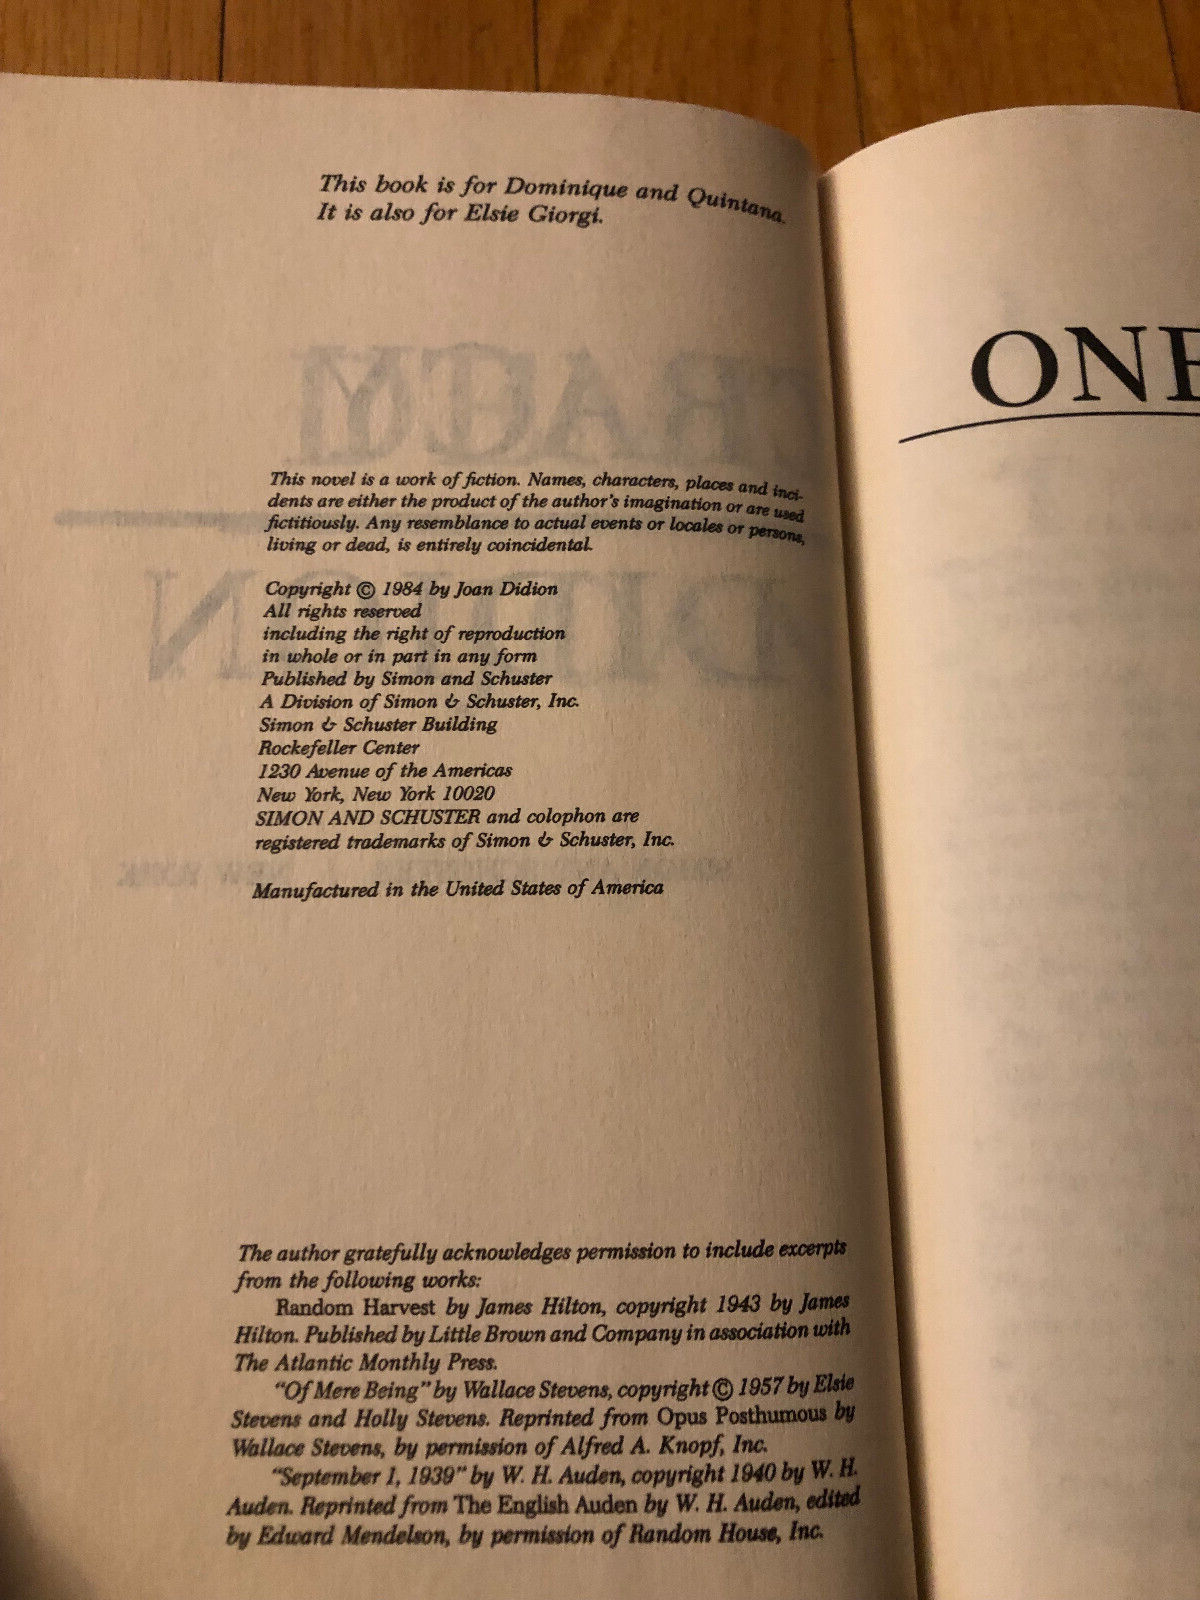 This book is for Dominique and Quintana.
It is also for Elsie Giorgi.
This novel is a work of fiction. Names, characters, places and inci-
dents are either the product of the author's imagination or are used
fictitiously. Any resemblance to actual events or locales or persons,
living or dead, is entirely coincidental.
Copyright © 1984 by Joan Didion
All rights reserved
including the right of reproduction
in whole or in part in any form
Published by Simon and Schuster
A Division of Simon & Schuster, Inc.
Simon & Schuster Building
Rockefeller Center
1230 Avenue of the Americas
New York, New York 10020
SIMON AND SCHUSTER and colophon are
registered trademarks of Simon & Schuster, Inc.
Manufactured in the United States of America
The author gratefully acknowledges permission to include excerpts
from the following works:
Random Harvest by James Hilton, copyright 1943 by James
Hilton. Published by Little Brown and Company in association with
The Atlantic Monthly Press.
"Of Mere Being" by Wallace Stevens, copyright © 1957 by Elsie
Stevens and Holly Stevens. Reprinted from Opus Posthumous by
Wallace Stevens, by permission of Alfred A. Knopf, Inc.
"September 1, 1939" by W. H. Auden, copyright 1940 by W. H.
Auden. Reprinted from The English Auden by W. H. Auden, edited
by Edward Mendelson, by permission of Random House, Inc.
ONE